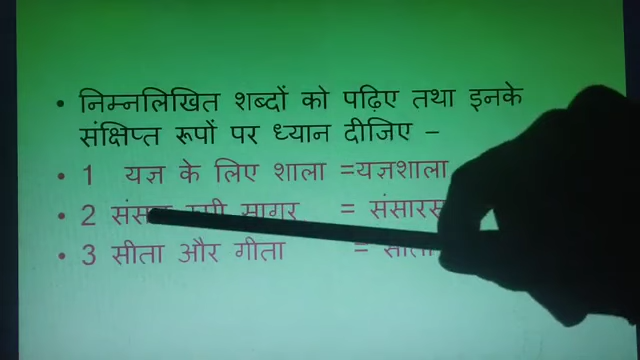 • निम्नलिखित शब्दों को पढ़िए तथा इनके
संक्षिप्त रूपों पर ध्यान दीजिए –
• 1 यज्ञ के लिए शाला =यज्ञशाला
• 2 सागर =
• 3 सीता और गीता =